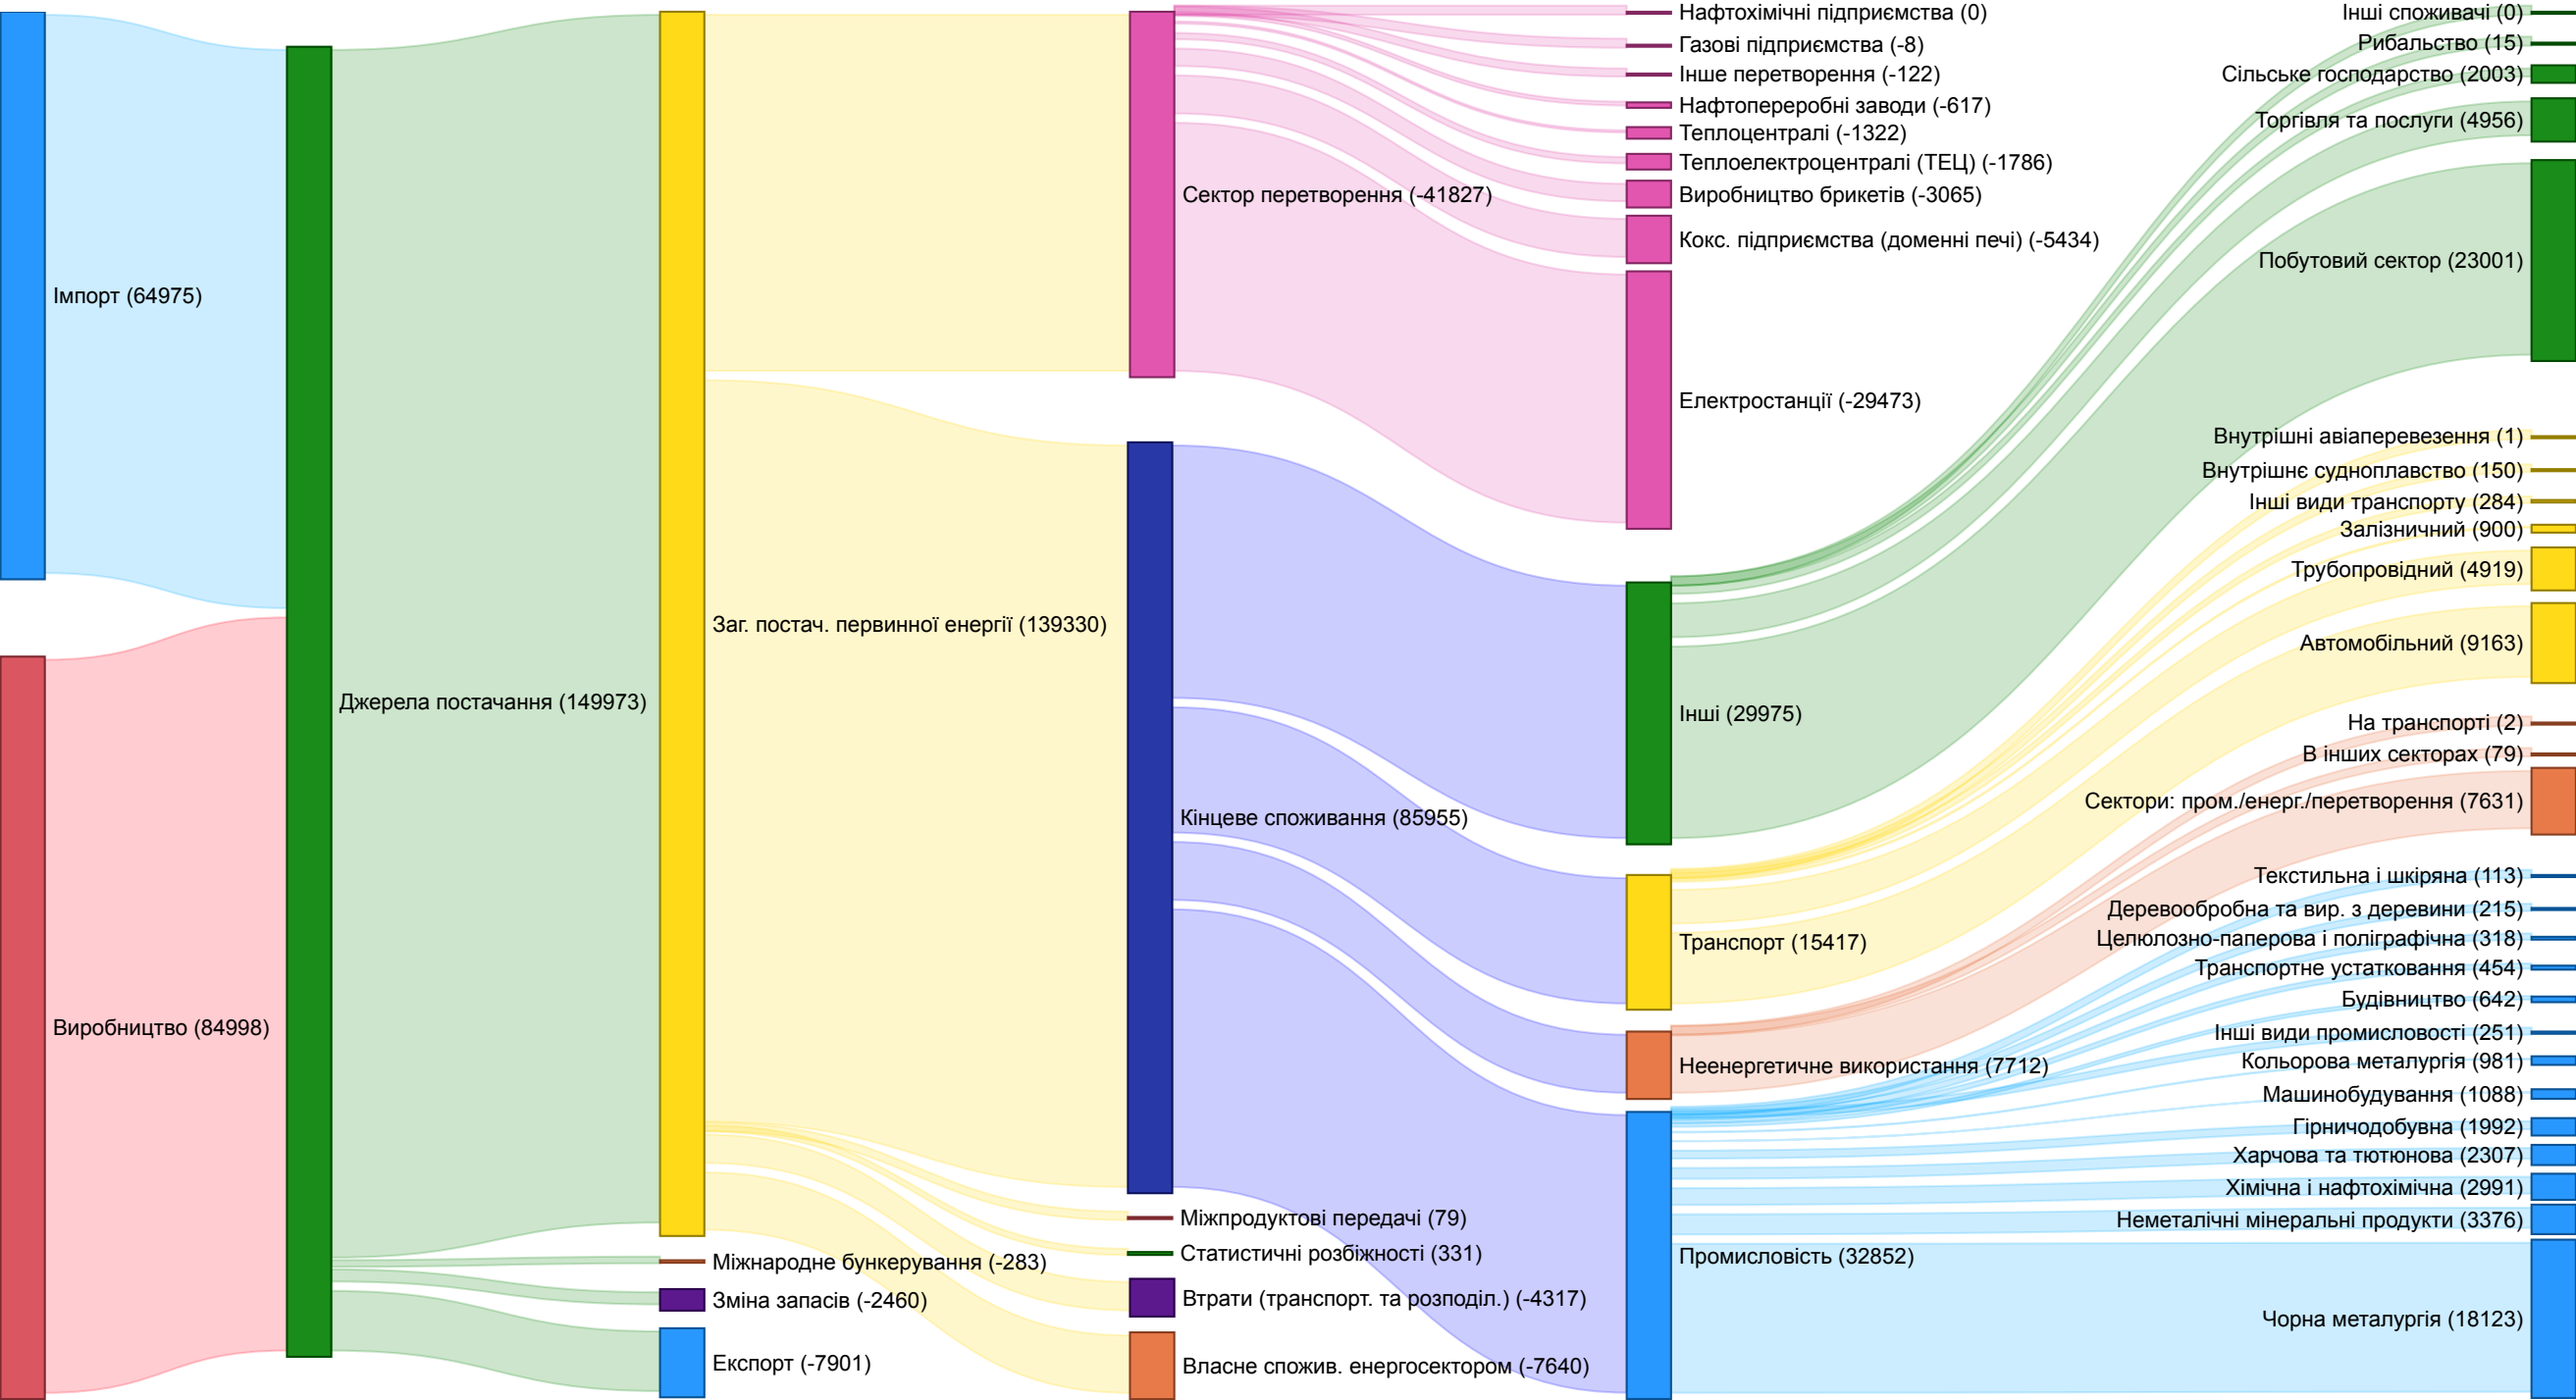 Імпорт (64975)
Виробництво (84998)
Джерела постачання (149973)
Заг. постач. первинної енергії (139330)
Міжнародне бункерування (-283)
Зміна запасів (-2460)
Експорт (-7901)
Сектор перетворення (-41827)
Кінцеве споживання (85955)
Міжпродуктові передачі (79)
Статистичні розбіжності (331)
Втрати (транспорт. та розподіл.) (-4317)
Власне спожив. енергосектором (-7640)
Нафтохімічні підприємства (0)
Газові підприємства (-8)
Інше перетворення (-122)
Нафтопереробні заводи (-617)
Теплоцентралі (-1322)
Теплоелектроцентралі (ТЕЦ) (-1786)
Виробництво брикетів (-3065)
Кокс. підприємства (доменні печі) (-5434)
Електростанції (-29473)
Інші (29975)
Транспорт (15417)
Неенергетичне використання (7712)
Промисловість (32852)
Інші споживачі (0)
Рибальство (15)
Сільське господарство (2003)
Торгівля та послуги (4956)
Побутовий сектор (23001)
Внутрішні авіаперевезення (1)
Внутрішнє судноплавство (150)
Інші види транспорту (284)
Залізничний (900)
Трубопровідний (4919)
Автомобільний (9163)
На транспорті (2)
В інших секторах (79)
Сектори: пром./енерг./перетворення (7631)
Текстильна і шкіряна (113)
Деревообробна та вир. з деревини (215)
Целюлозно-паперова і поліграфічна (318)
Транспортне устатковання (454)
Будівництво (642)
Інші види промисловості (251)
Кольорова металургія (981)
Машинобудування (1088)
Гірничодобувна (1992)
Харчова та тютюнова (2307)
Хімічна і нафтохімічна (2991)
Неметалічні мінеральні продукти (3376)
Чорна металургія (18123)